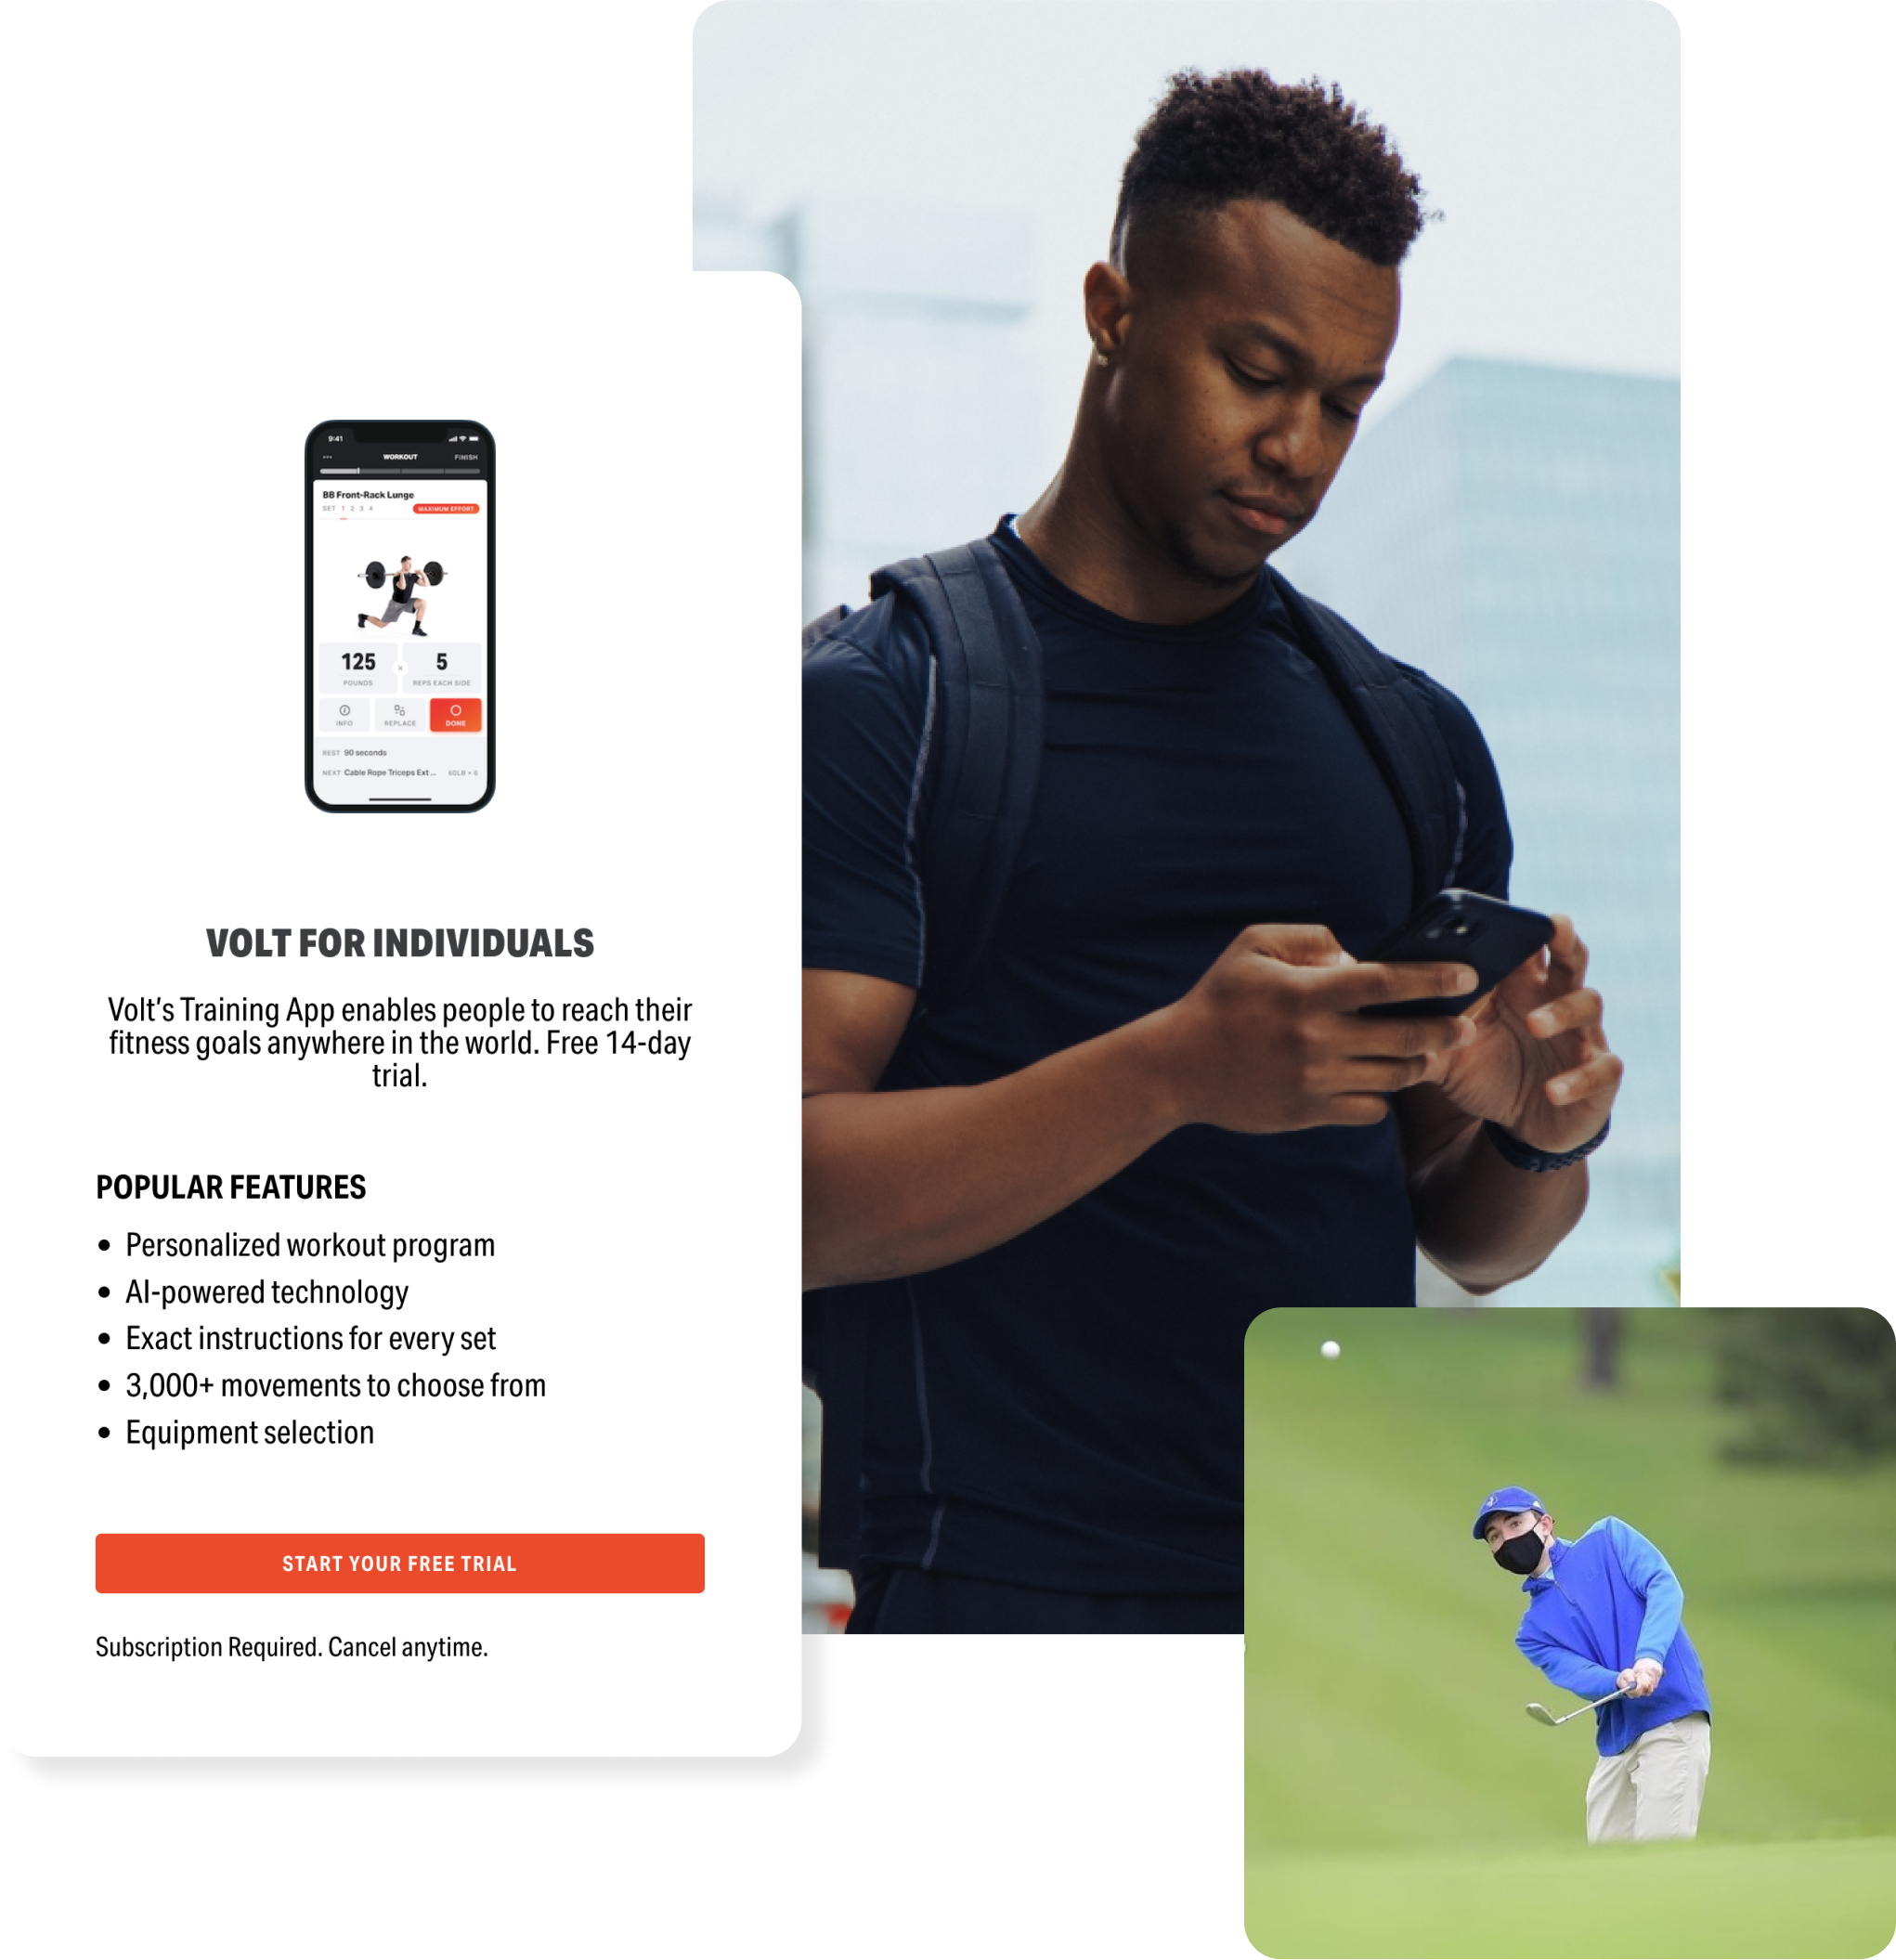 9:41
WORKOUT FINISH
BB Front-Rack Lunge
SET 1 2 3 4 MAXIMUM EFFORT
125 × 5
POUNDS REPS EACH SIDE
INFO REPLACE DONE
REST 90 seconds
NEXT Cable Rope Triceps Ext ... 60LB × 6
VOLT FOR INDIVIDUALS
Volt's Training App enables people to reach their
fitness goals anywhere in the world. Free 14-day
trial.
POPULAR FEATURES
• Personalized workout program
• AI-powered technology
• Exact instructions for every set
• 3,000+ movements to choose from
• Equipment selection
START YOUR FREE TRIAL
Subscription Required. Cancel anytime.